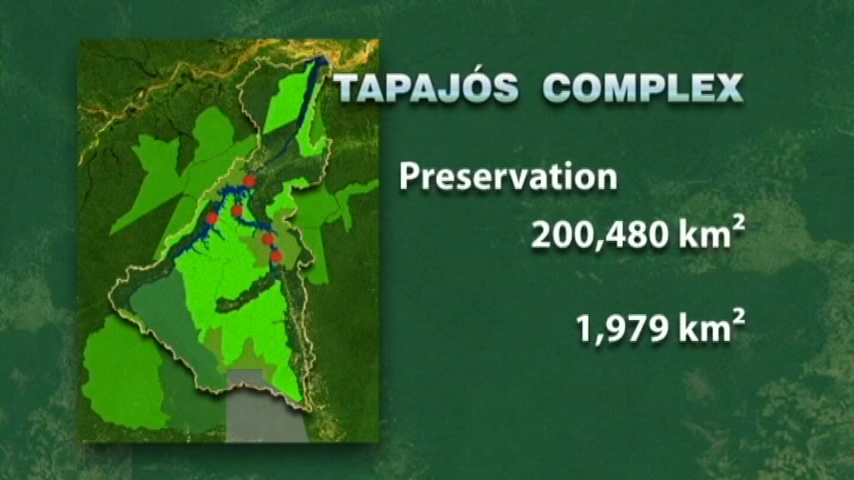 TAPAJÓS COMPLEX
Preservation
200,480 km²
1,979 km²